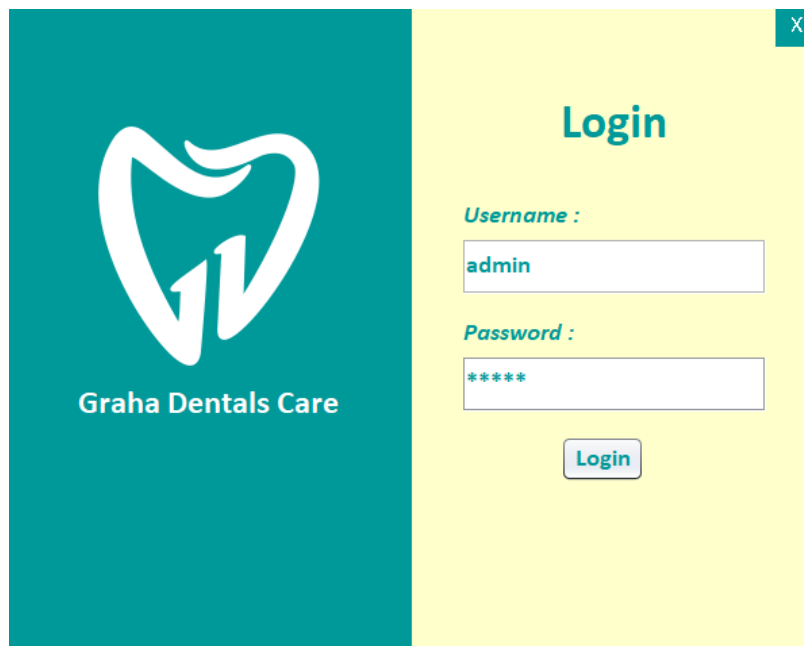 X
Login
Username :
admin
Password :
*****
Login
Graha Dentals Care